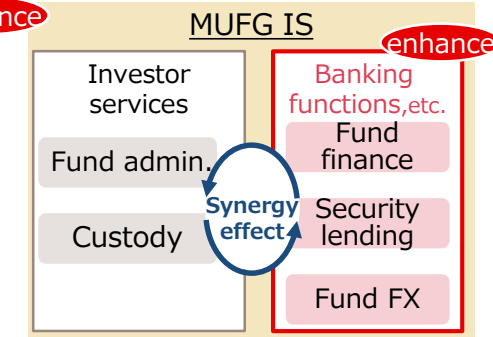 nce
MUFG IS
enhance
Investor
services
Fund admin.
Custody
Synergy
effect
Banking
functions,etc.
Fund
finance
Security
lending
Fund FX